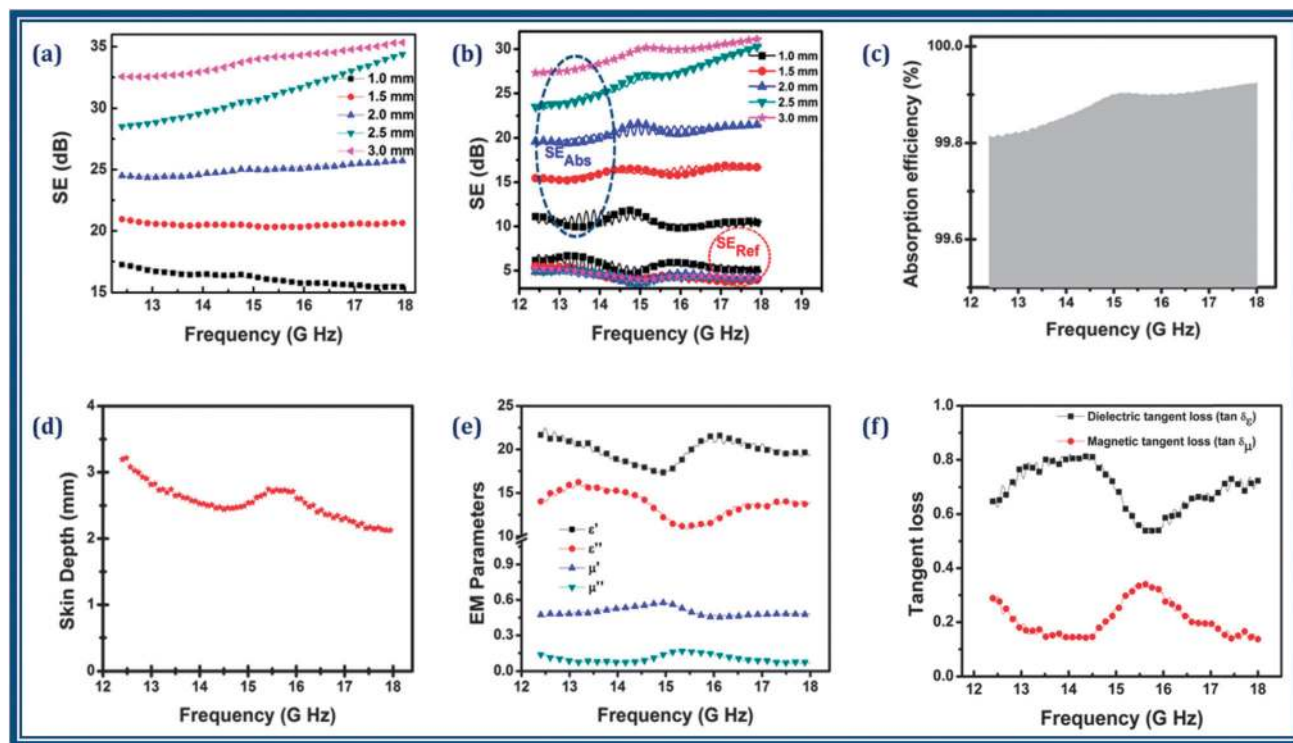 (a)
35
30
25
20
15
SE (dB)
1.0 mm
1.5 mm
2.0 mm
2.5 mm
3.0 mm
13 14 15 16 17 18
Frequency (G Hz)
(b)
30
25
20
15
10
5
SE (dB)
1.0 mm
1.5 mm
2.0 mm
2.5 mm
3.0 mm
SE Abs
SE Ref
12 13 14 15 16 17 18 19
Frequency (G Hz)
(c)
100.0
99.8
99.6
Absorption efficiency (%)
12 13 14 15 16 17 18
Frequency (G Hz)
(d)
4
3
2
1
0
Skin Depth (mm)
12 13 14 15 16 17 18
Frequency (G Hz)
(e)
25
20
15
10
0.9
0.6
0.3
0.0
EM Parameters
ε'
ε''
μ'
μ''
12 13 14 15 16 17 18
Frequency (G Hz)
(f)
1.0
0.8
0.6
0.4
0.2
0.0
Tangent loss
Dielectric tangent loss (tan δε)
Magnetic tangent loss (tan δμ)
12 13 14 15 16 17 18
Frequency (G Hz)